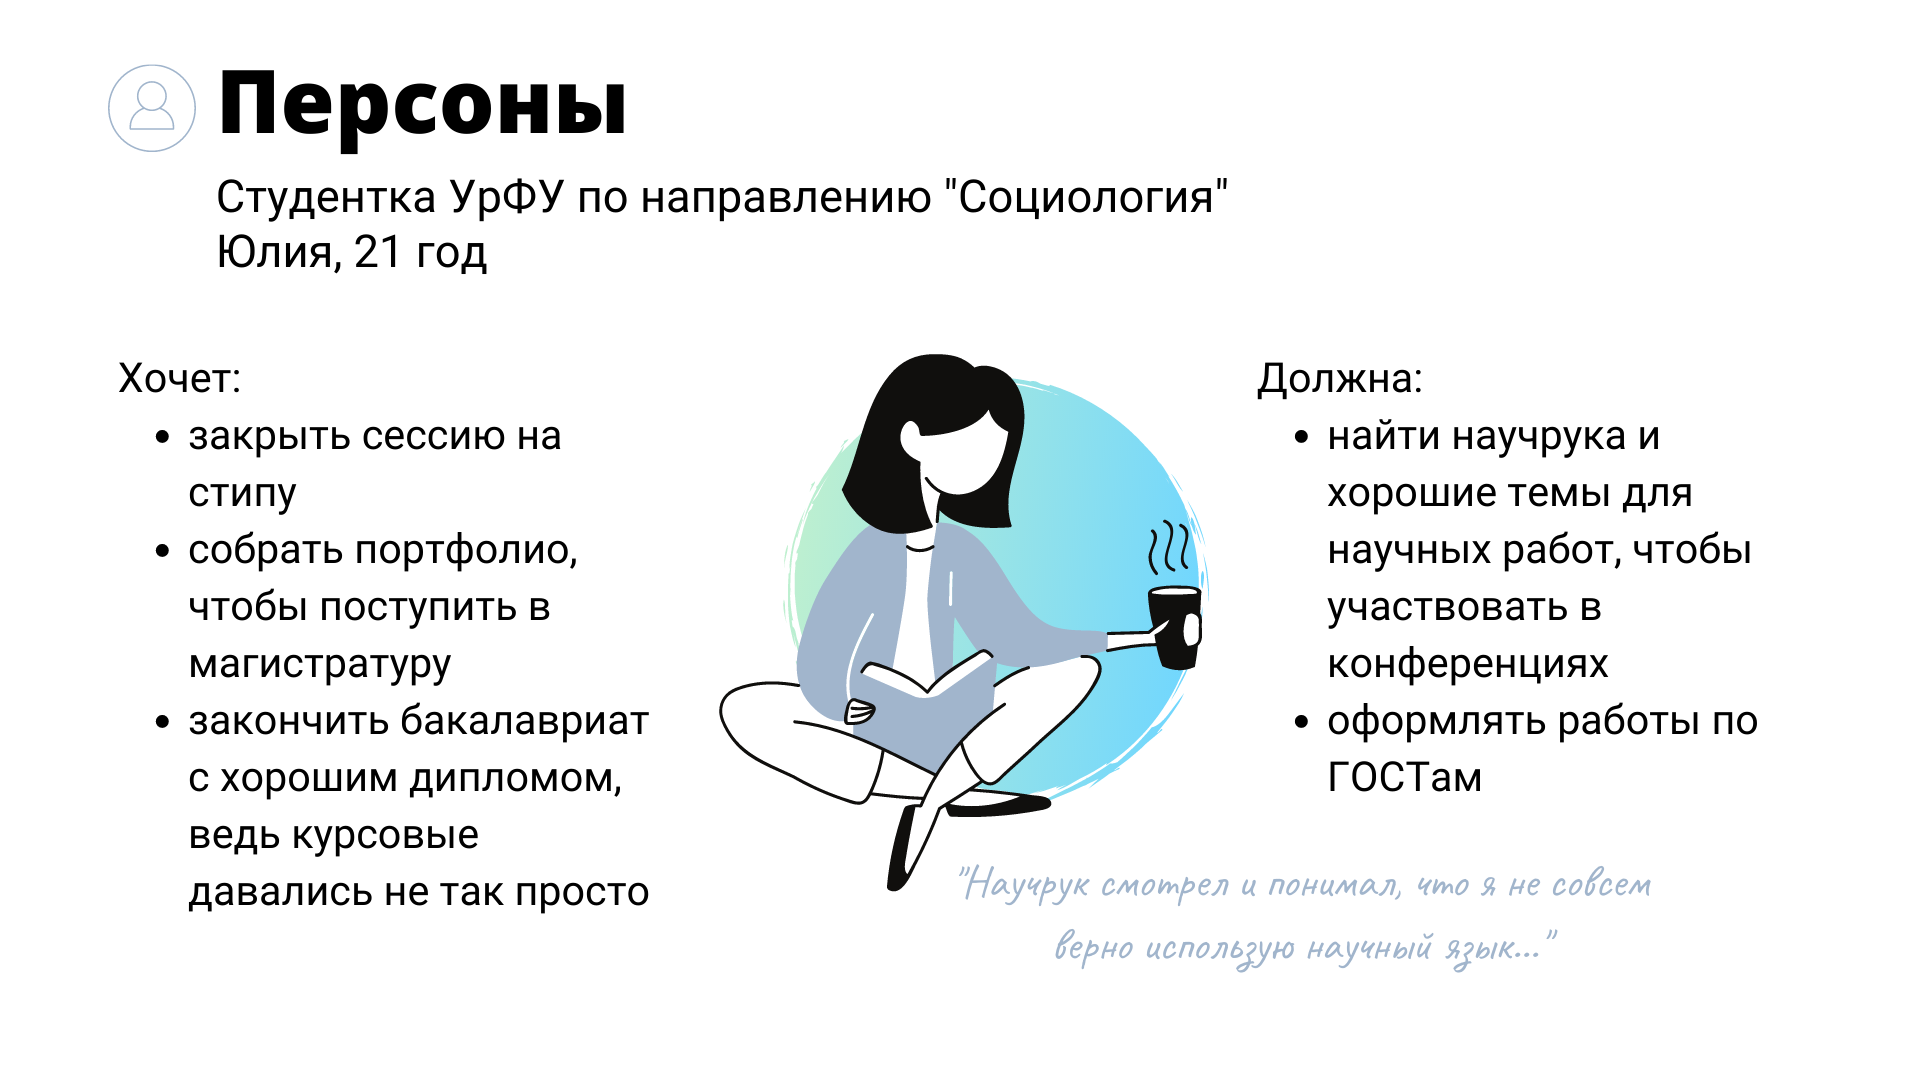 Персоны
Студентка УрФУ по направлению "Социология"
Юлия, 21 год
Хочет:
• закрыть сессию на
стипу
• собрать портфолио,
чтобы поступить в
магистратуру
• закончить бакалавриат
с хорошим дипломом,
ведь курсовые
давались не так просто
Должна:
• найти научрука и
хорошие темы для
научных работ, чтобы
участвовать в
конференциях
• оформлять работы по
ГОСТам
"Научрук смотрел и понимал, что я не совсем
верно использую научный язык..."